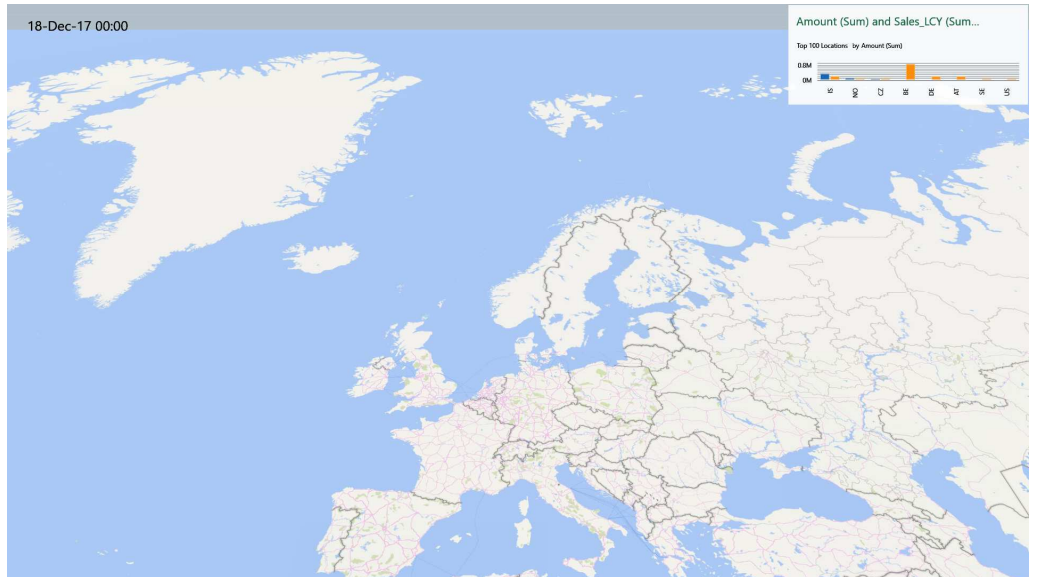 18-Dec-17 00:00
Amount (Sum) and Sales_LCY (Sum...
Top 100 Locations by Amount (Sum)
0.8M
0M
IS
NO
CZ
BE
DE
AT
SE
US